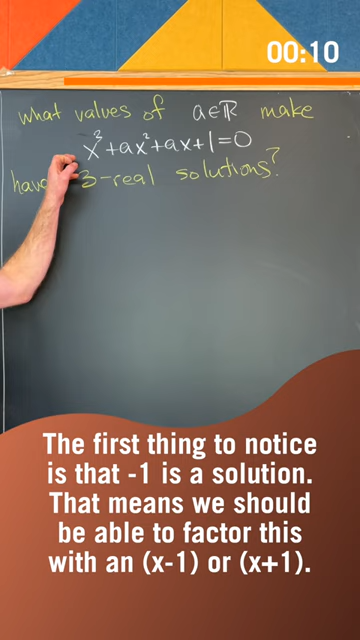 00:10
what values of a∈ℝ make
x³+ax²+ax+1=0
have 3-real solutions?
The first thing to notice
is that -1 is a solution.
That means we should
be able to factor this
with an (x-1) or (x+1).